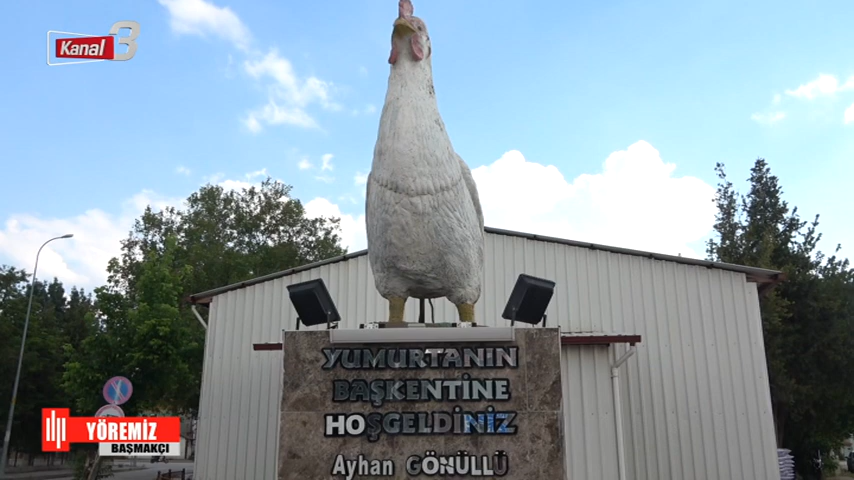 Kanal 3
YUMURTANIN
BAŞKENTİNE
HOŞGELDİNİZ
Ayhan GÖNÜLLÜ
YÖREMİZ
BAŞMAKÇI